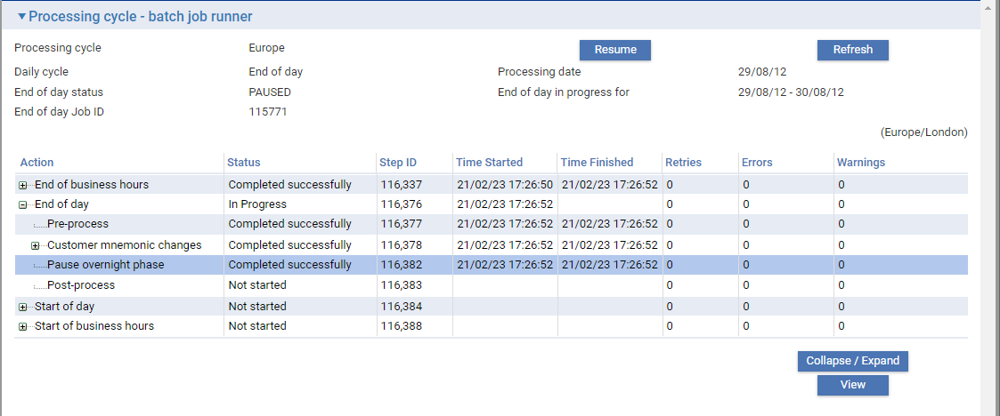 Processing cycle - batch job runner
Processing cycle Europe Resume Refresh
Daily cycle End of day Processing date 29/08/12
End of day status PAUSED End of day in progress for 29/08/12 - 30/08/12
End of day Job ID 115771
(Europe/London)
Action Status Step ID Time Started Time Finished Retries Errors Warnings
End of business hours Completed successfully 116,337 21/02/23 17:26:50 21/02/23 17:26:52 0 0 0
End of day In Progress 116,376 21/02/23 17:26:52 0 0 0
Pre-process Completed successfully 116,377 21/02/23 17:26:52 21/02/23 17:26:52 0 0 0
Customer mnemonic changes Completed successfully 116,378 21/02/23 17:26:52 21/02/23 17:26:52 0 0 0
Pause overnight phase Completed successfully 116,382 21/02/23 17:26:52 21/02/23 17:26:52 0 0 0
Post-process Not started 116,383 0 0 0
Start of day Not started 116,384 0 0 0
Start of business hours Not started 116,388 0 0 0
Collapse / Expand
View